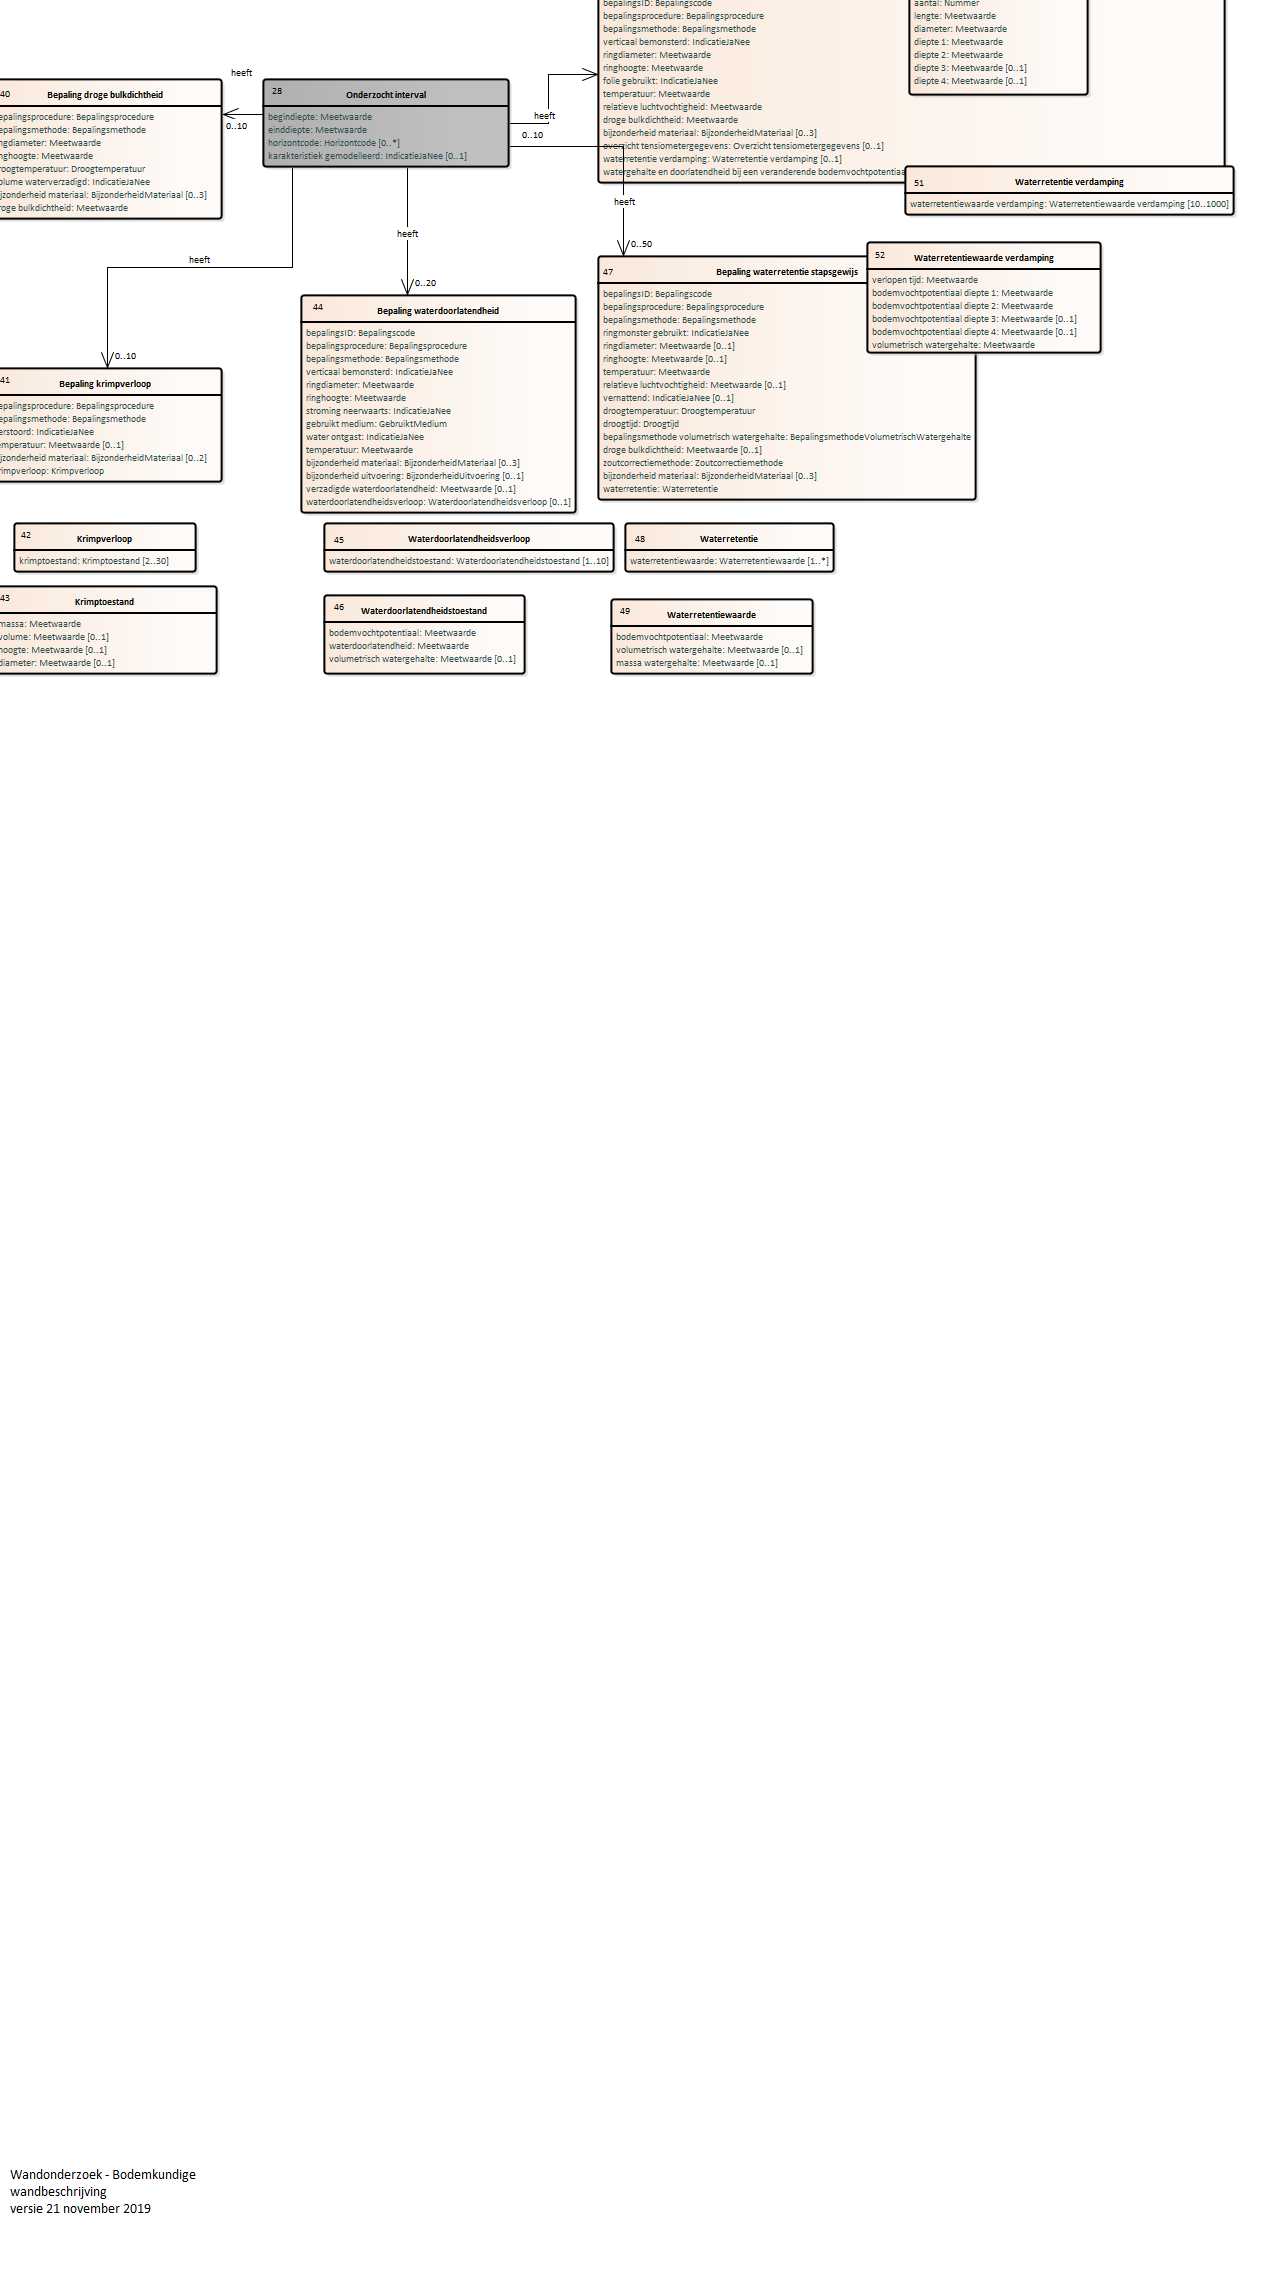 bepalingsID: Bepalingscode
bepalingsprocedure: Bepalingsprocedure
bepalingsmethode: Bepalingsmethode
verticaal bemonsterd: IndicatieJaNee
ringdiameter: Meetwaarde
ringhoogte: Meetwaarde
folie gebruikt: IndicatieJaNee
temperatuur: Meetwaarde
relatieve luchtvochtigheid: Meetwaarde
droge bulkdichtheid: Meetwaarde
bijzonderheid materiaal: BijzonderheidMateriaal [0..3]
overzicht tensiometergegevens: Overzicht tensiometergegevens [0..1]
waterretentie verdamping: Waterretentie verdamping [0..1]
watergehalte en doorlatendheid bij een veranderende bodemvochtpotentiaa
aantal: Nummer
lengte: Meetwaarde
diameter: Meetwaarde
diepte 1: Meetwaarde
diepte 2: Meetwaarde
diepte 3: Meetwaarde [0..1]
diepte 4: Meetwaarde [0..1]
heeft
0..10
40
Bepaling droge bulkdichtheid
epalingsprocedure: Bepalingsprocedure
epalingsmethode: Bepalingsmethode
ngdiameter: Meetwaarde
nghoogte: Meetwaarde
roogtemperatuur: Droogtemperatuur
olume waterverzadigd: IndicatieJaNee
ijzonderheid materiaal: BijzonderheidMateriaal [0..3]
roge bulkdichtheid: Meetwaarde
28
Onderzocht interval
begindiepte: Meetwaarde
einddiepte: Meetwaarde
horizontcode: Horizontcode [0..*]
karakteristiek gemodelleerd: IndicatieJaNee [0..1]
heeft
0..10
51
Waterretentie verdamping
waterretentiewaarde verdamping: Waterretentiewaarde verdamping [10..1000]
heeft
0..50
heeft
0..20
heeft
0..10
52
Waterretentiewaarde verdamping
verlopen tijd: Meetwaarde
bodemvochtpotentiaal diepte 1: Meetwaarde
bodemvochtpotentiaal diepte 2: Meetwaarde
bodemvochtpotentiaal diepte 3: Meetwaarde [0..1]
bodemvochtpotentiaal diepte 4: Meetwaarde [0..1]
volumetrisch watergehalte: Meetwaarde
47
Bepaling waterretentie stapsgewijs
bepalingsID: Bepalingscode
bepalingsprocedure: Bepalingsprocedure
bepalingsmethode: Bepalingsmethode
ringmonster gebruikt: IndicatieJaNee
ringdiameter: Meetwaarde [0..1]
ringhoogte: Meetwaarde [0..1]
temperatuur: Meetwaarde
relatieve luchtvochtigheid: Meetwaarde [0..1]
vernattend: IndicatieJaNee [0..1]
droogtemperatuur: Droogtemperatuur
droogtijd: Droogtijd
bepalingsmethode volumetrisch watergehalte: BepalingsmethodeVolumetrischWatergehalte
droge bulkdichtheid: Meetwaarde [0..1]
zoutcorrectiemethode: Zoutcorrectiemethode
bijzonderheid materiaal: BijzonderheidMateriaal [0..3]
waterretentie: Waterretentie
44
Bepaling waterdoorlatendheid
bepalingsID: Bepalingscode
bepalingsprocedure: Bepalingsprocedure
bepalingsmethode: Bepalingsmethode
verticaal bemonsterd: IndicatieJaNee
ringdiameter: Meetwaarde
ringhoogte: Meetwaarde
stroming neerwaarts: IndicatieJaNee
gebruikt medium: GebruiktMedium
water ontgast: IndicatieJaNee
temperatuur: Meetwaarde
bijzonderheid materiaal: BijzonderheidMateriaal [0..3]
bijzonderheid uitvoering: BijzonderheidUitvoering [0..1]
verzadigde waterdoorlatendheid: Meetwaarde [0..1]
waterdoorlatendheidsverloop: Waterdoorlatendheidsverloop [0..1]
41
Bepaling krimpverloop
epalingsprocedure: Bepalingsprocedure
epalingsmethode: Bepalingsmethode
erstoord: IndicatieJaNee
emperatuur: Meetwaarde [0..1]
ijzonderheid materiaal: BijzonderheidMateriaal [0..2]
rimpverloop: Krimpverloop
42
Krimpverloop
krimptoestand: Krimptoestand [2..30]
45
Waterdoorlatendheidsverloop
waterdoorlatendheidstoestand: Waterdoorlatendheidstoestand [1..10]
48
Waterretentie
waterretentiewaarde: Waterretentiewaarde [1..*]
43
Krimptoestand
massa: Meetwaarde
volume: Meetwaarde [0..1]
hoogte: Meetwaarde [0..1]
diameter: Meetwaarde [0..1]
46
Waterdoorlatendheidstoestand
bodemvochtpotentiaal: Meetwaarde
waterdoorlatendheid: Meetwaarde
volumetrisch watergehalte: Meetwaarde [0..1]
49
Waterretentiewaarde
bodemvochtpotentiaal: Meetwaarde
volumetrisch watergehalte: Meetwaarde [0..1]
massa watergehalte: Meetwaarde [0..1]
Wandonderzoek - Bodemkundige
wandbeschrijving
versie 21 november 2019